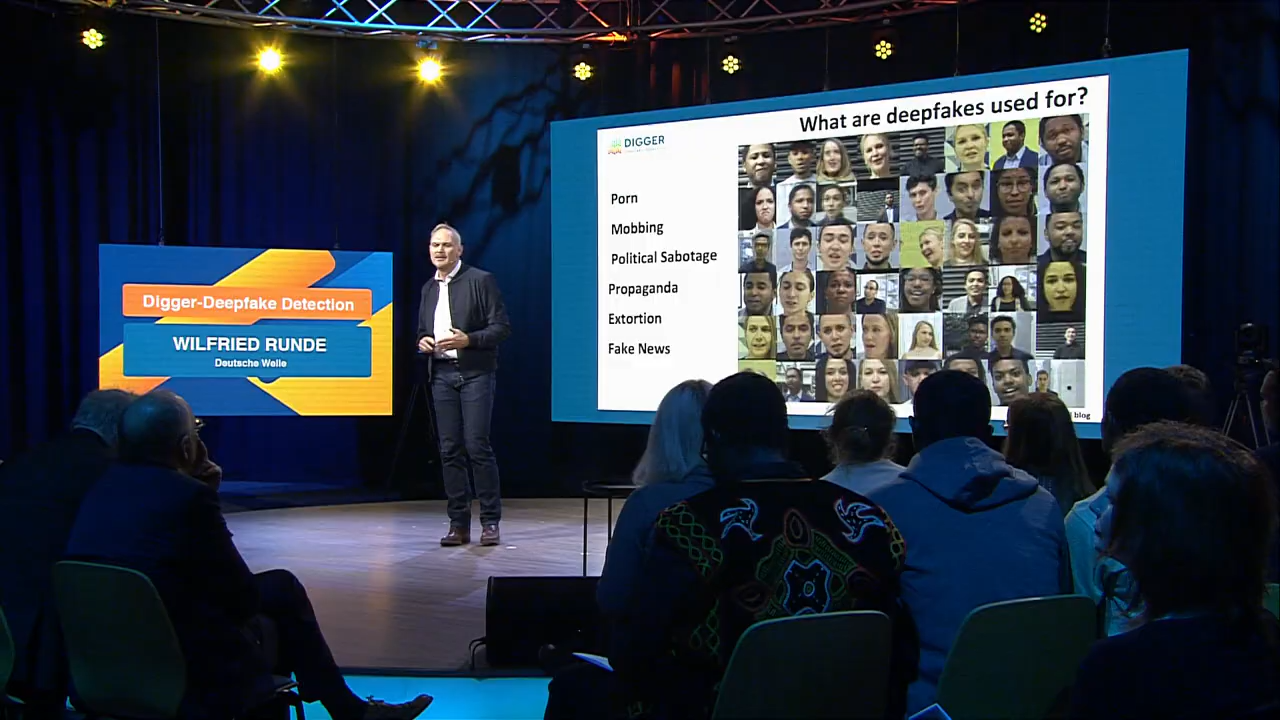 Digger-Deepfake Detection
WILFRIED RUNDE
Deutsche Welle
DIGGER
What are deepfakes used for?
Porn
Mobbing
Political Sabotage
Propaganda
Extortion
Fake News
blog